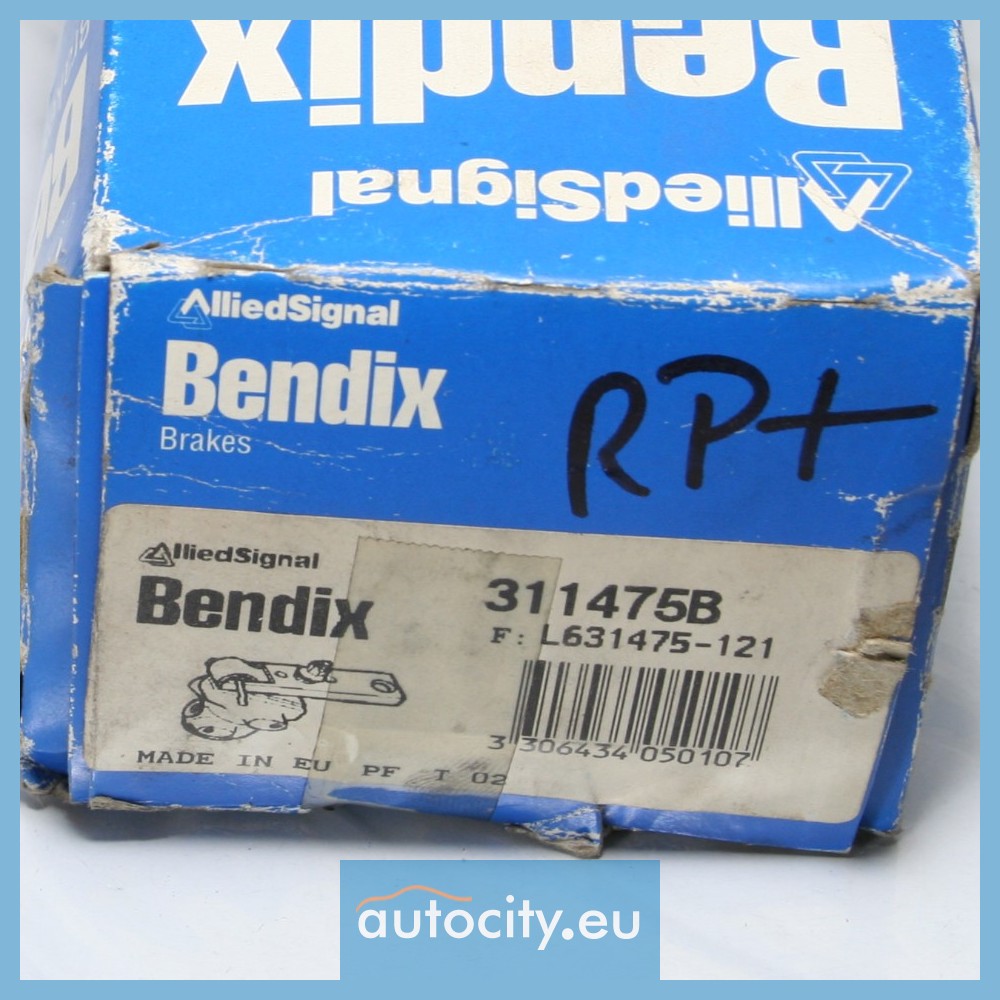 Bendix
AlliedSignal
AlliedSignal
Bendix
Brakes
RP+
AlliedSignal
Bendix
311475B
F: L631475-121
3 306434 050107
MADE IN EU PF T 02
autocity.eu